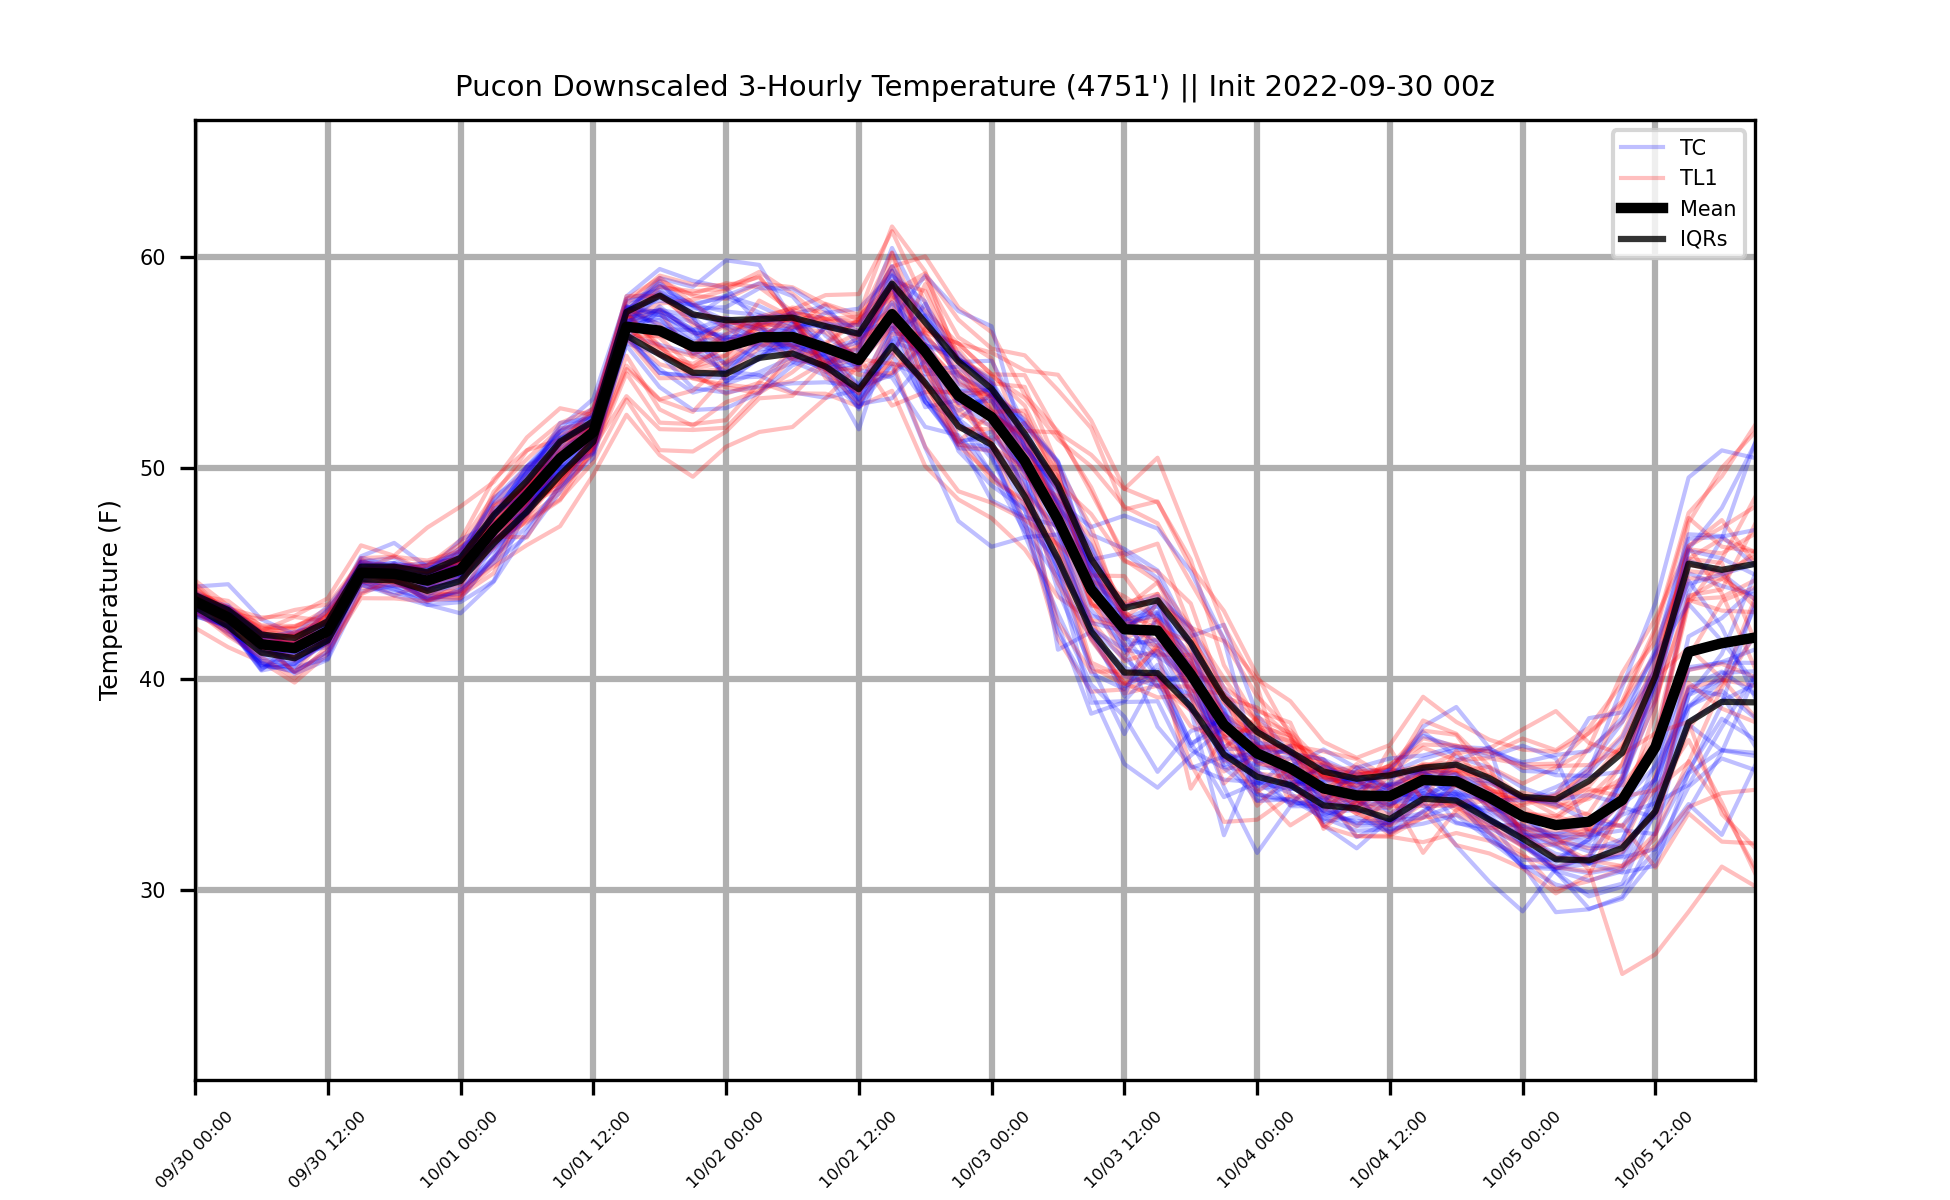 Pucon Downscaled 3-Hourly Temperature (4751') || Init 2022-09-30 00z
TC
TL1
Mean
IQRs
Temperature (F)
60
50
40
30
09/30 00:00
09/30 12:00
10/01 00:00
10/01 12:00
10/02 00:00
10/02 12:00
10/03 00:00
10/03 12:00
10/04 00:00
10/04 12:00
10/05 00:00
10/05 12:00